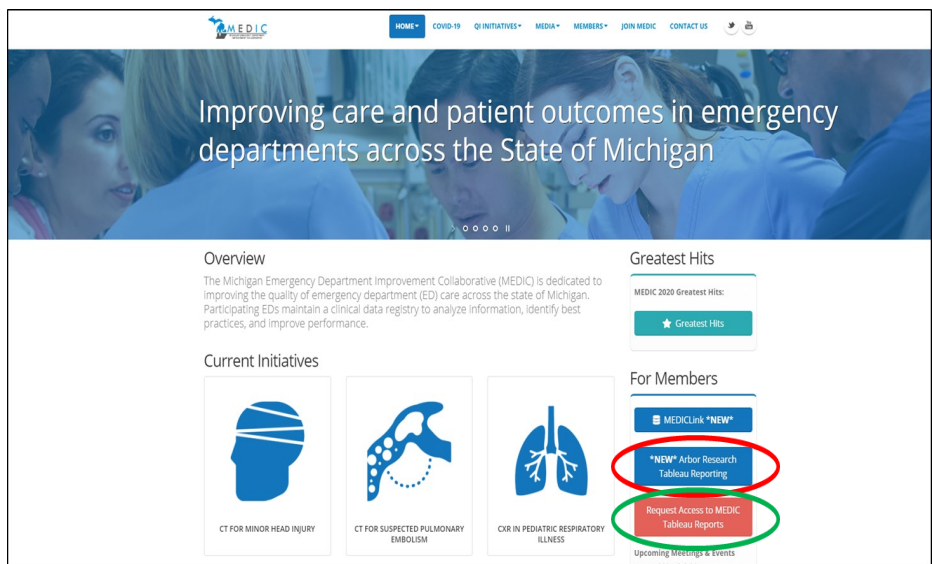 MEDIC
HOME COVID-19 QI INITIATIVES MEDIA MEMBERS JOIN MEDIC CONTACT US
Improving care and patient outcomes in emergency
departments across the State of Michigan
Overview
The Michigan Emergency Department Improvement Collaborative (MEDIC) is dedicated to
improving the quality of emergency department (ED) care across the state of Michigan.
Participating EDs maintain a clinical data registry to analyze information, identify best
practices, and improve performance.
Current Initiatives
CT FOR MINOR HEAD INJURY
CT FOR SUSPECTED PULMONARY
EMBOLISM
CXR IN PEDIATRIC RESPIRATORY
ILLNESS
Greatest Hits
MEDIC 2020 Greatest Hits:
Greatest Hits
For Members
MEDICLink *NEW*
*NEW* Arbor Research
Tableau Reporting
Request Access to MEDIC
Tableau Reports
Upcoming Meetings & Events